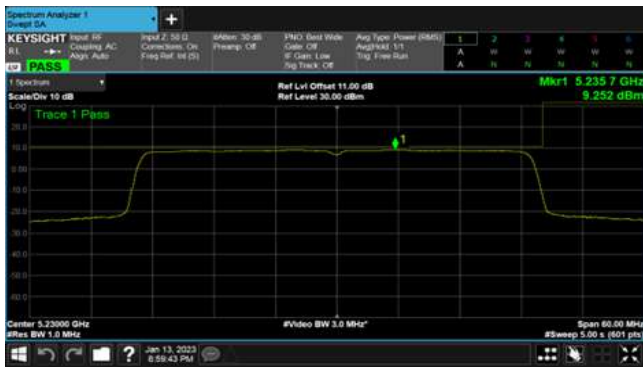 Spectrum Analyzer 1
Swept SA
+
KEYSIGHT Input: RF Input Z: 50 Ω #Atten: 30 dB PNO: Best Wide Avg Type: Power (RMS) 1 2 3 4 5 6
RL Coupling: AC Corrections: On Preamp: Off Gate: Off Avg|Hold: 1/1 A W W W W W
Align: Auto Freq Ref: Int (S) IF Gain: Low Trig: Free Run A N N N N N
PASS Sig Track: Off
1 Spectrum Ref Lvl Offset 11.00 dB Mkr1 5.235 7 GHz
Scale/Div 10 dB Ref Level 30.00 dBm 9.252 dBm
Log
Trace 1 Pass
20.0
10.0
1
0.00
-10.0
-20.0
-30.0
-40.0
-50.0
-60.0
Center 5.23000 GHz #Video BW 3.0 MHz* Span 60.00 MHz
#Res BW 1.0 MHz #Sweep 5.00 s (601 pts)
? Jan 13, 2023
8:59:43 PM